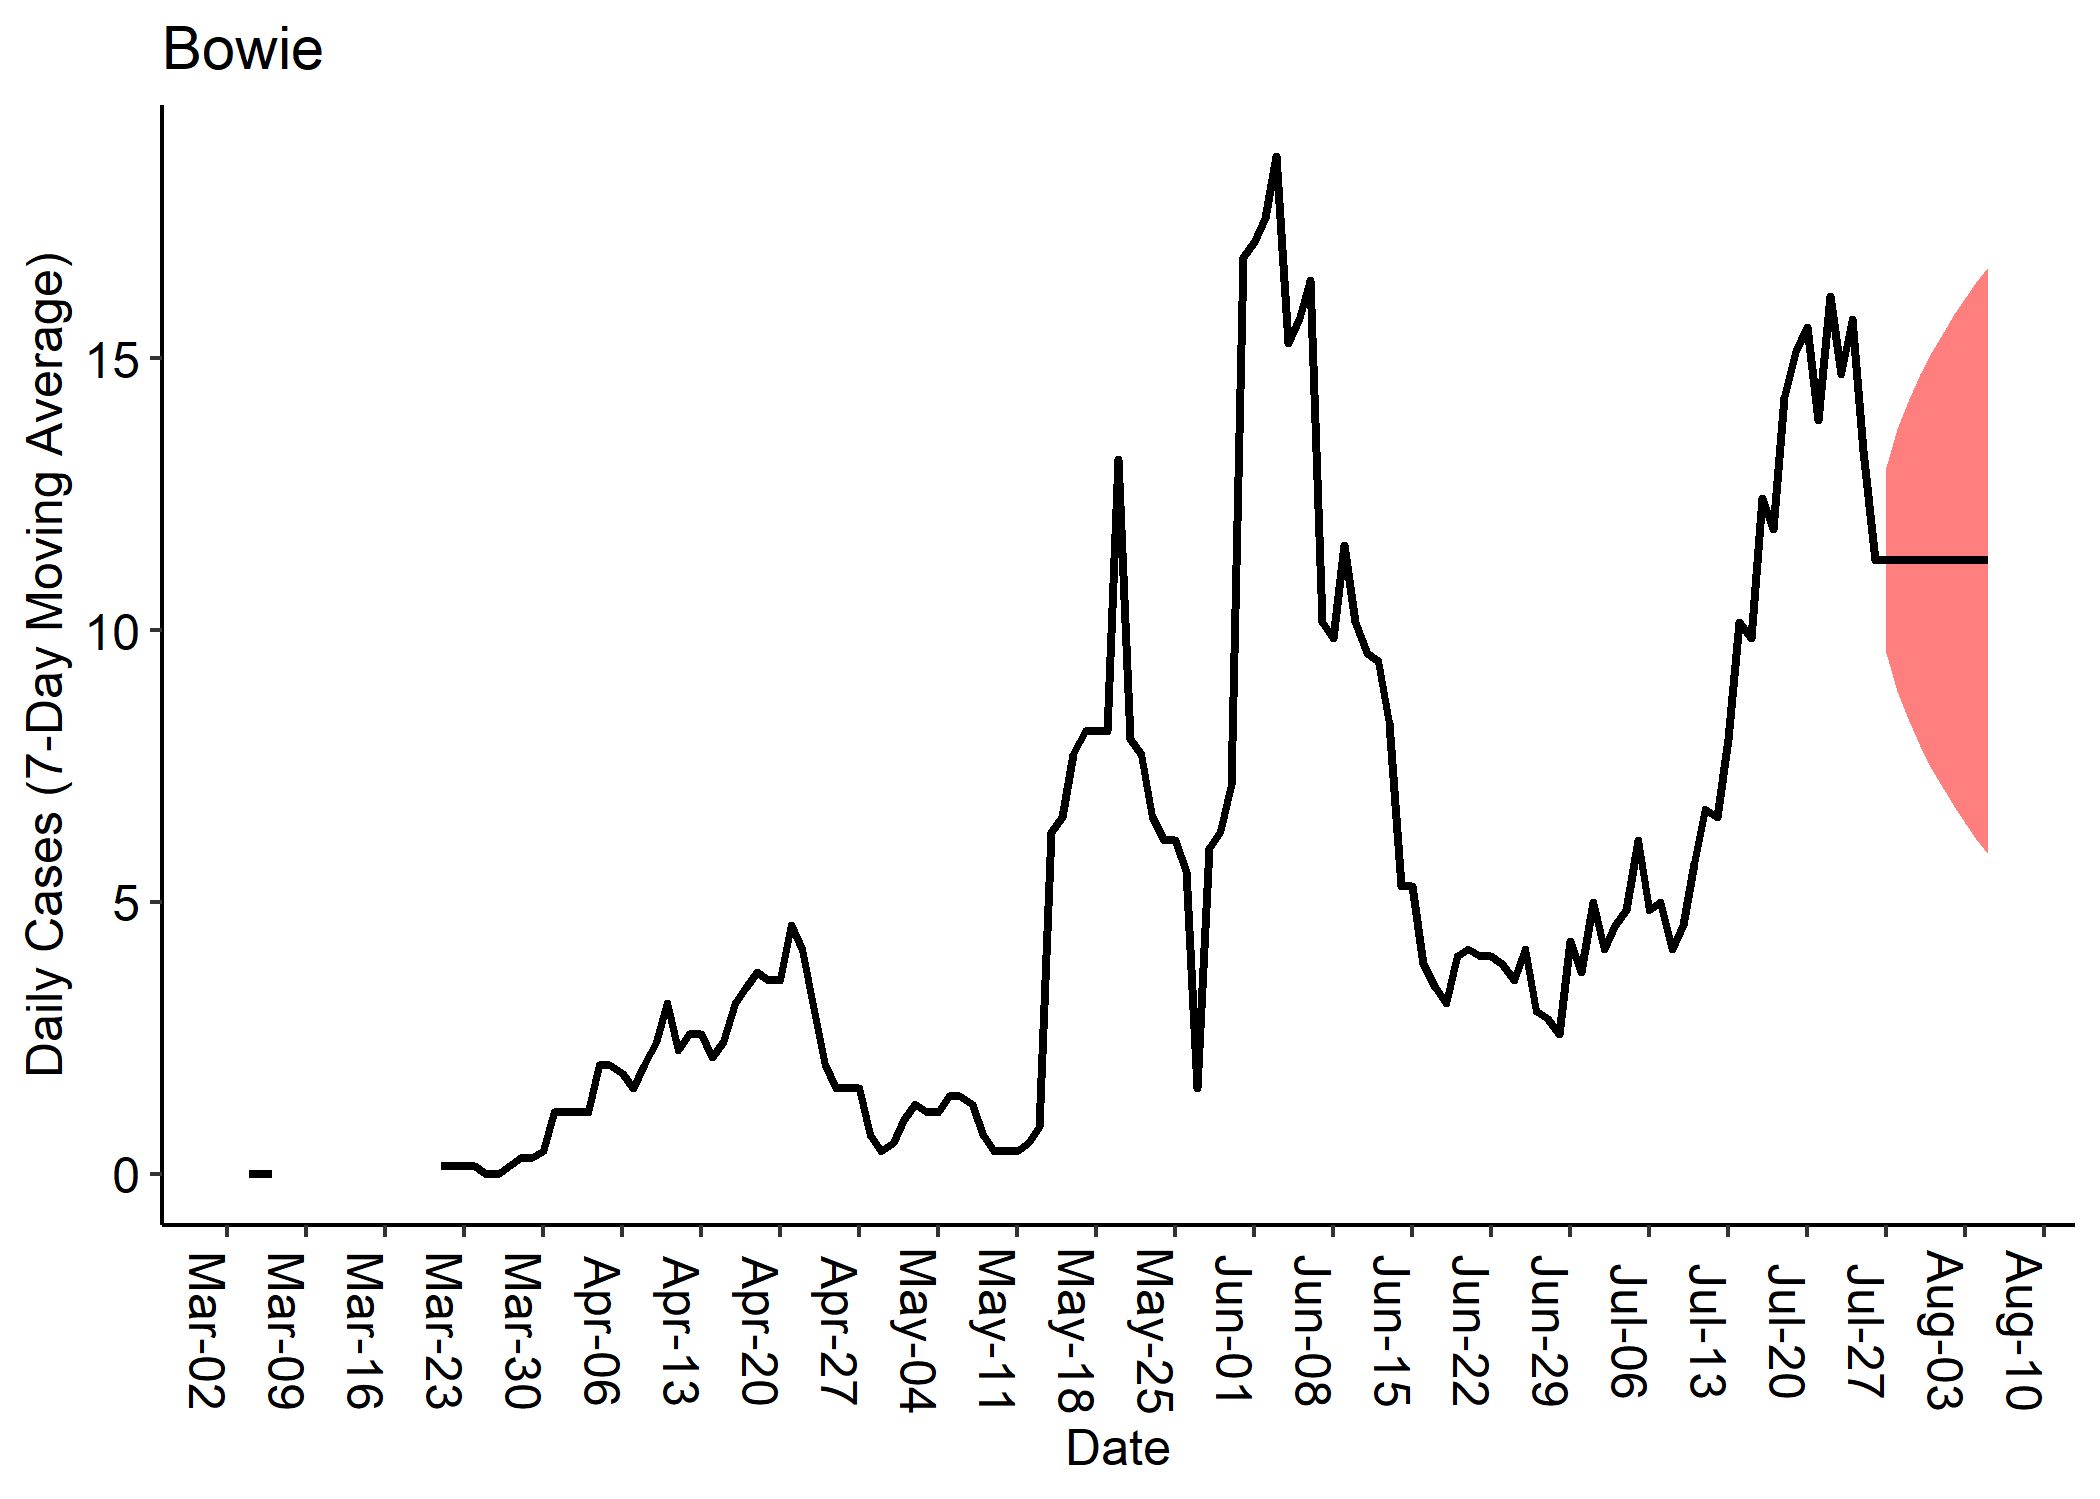 Bowie
Daily Cases (7-Day Moving Average)
15
10
5
0
Mar-02
Mar-09
Mar-16
Mar-23
Mar-30
Apr-06
Apr-13
Apr-20
Apr-27
May-04
May-11
May-18
May-25
Jun-01
Jun-08
Jun-15
Jun-22
Jun-29
Jul-06
Jul-13
Jul-20
Jul-27
Aug-03
Aug-10
Date